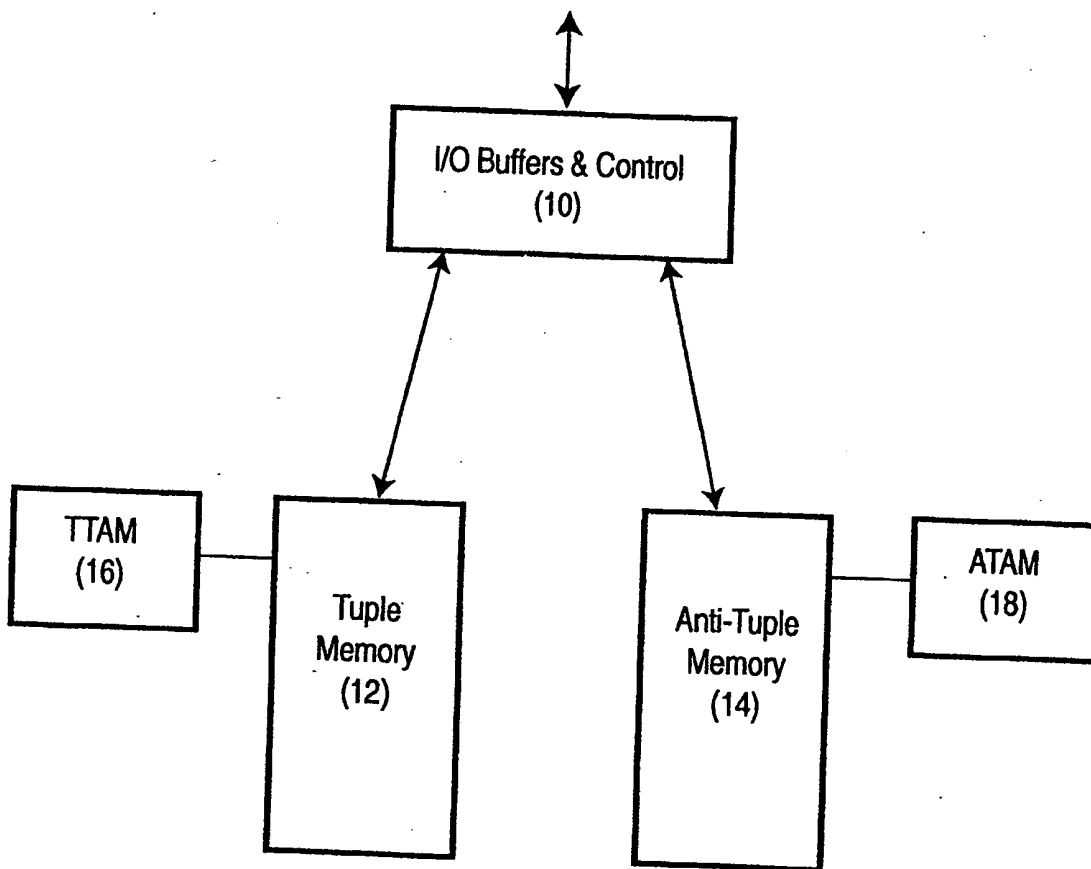 I/O Buffers & Control
(10)
TTAM
(16)
Tuple
Memory
(12)
Anti-Tuple
Memory
(14)
ATAM
(18)